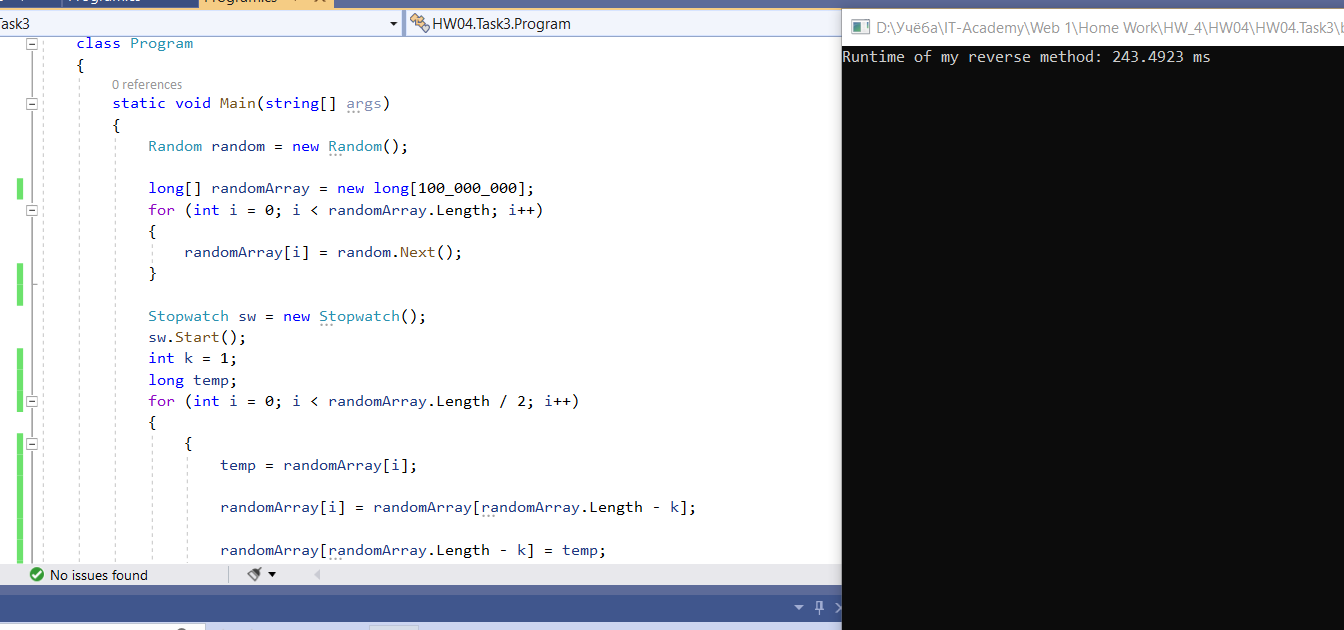 Task3
HW04.Task3.Program
class Program
{
0 references
static void Main(string[] args)
{
Random random = new Random();
long[] randomArray = new long[100_000_000];
for (int i = 0; i < randomArray.Length; i++)
{
randomArray[i] = random.Next();
}
Stopwatch sw = new Stopwatch();
sw.Start();
int k = 1;
long temp;
for (int i = 0; i < randomArray.Length / 2; i++)
{
{
temp = randomArray[i];
randomArray[i] = randomArray[randomArray.Length - k];
randomArray[randomArray.Length - k] = temp;
No issues found
D:\Учёба\IT-Academy\Web 1\Home Work\HW_4\HW04\HW04.Task3\
Runtime of my reverse method: 243.4923 ms